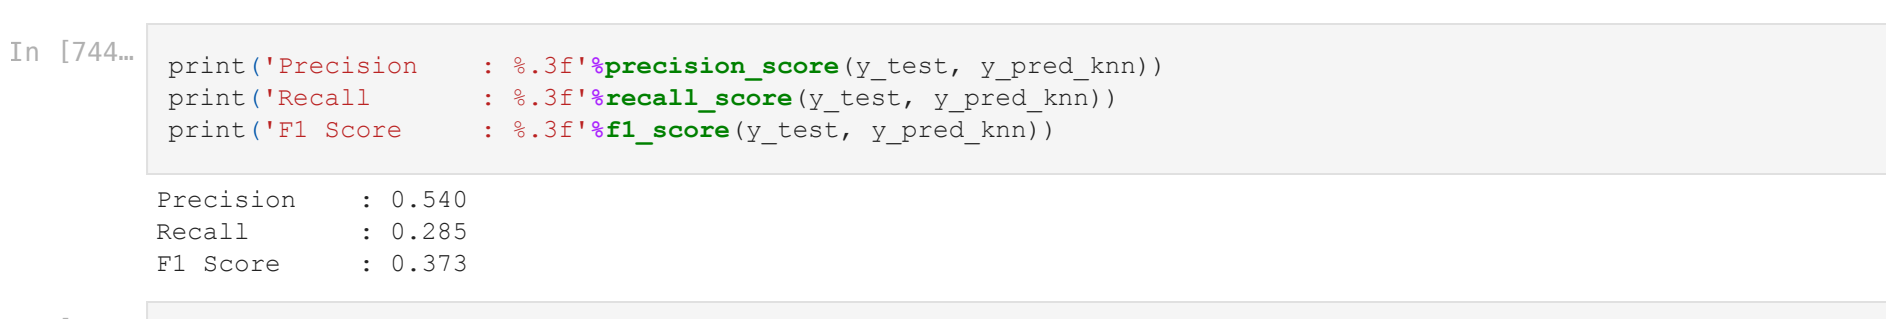 In [744…
print('Precision    : %.3f'%precision_score(y_test, y_pred_knn))
print('Recall       : %.3f'%recall_score(y_test, y_pred_knn))
print('F1 Score     : %.3f'%f1_score(y_test, y_pred_knn))
Precision    : 0.540
Recall       : 0.285
F1 Score     : 0.373